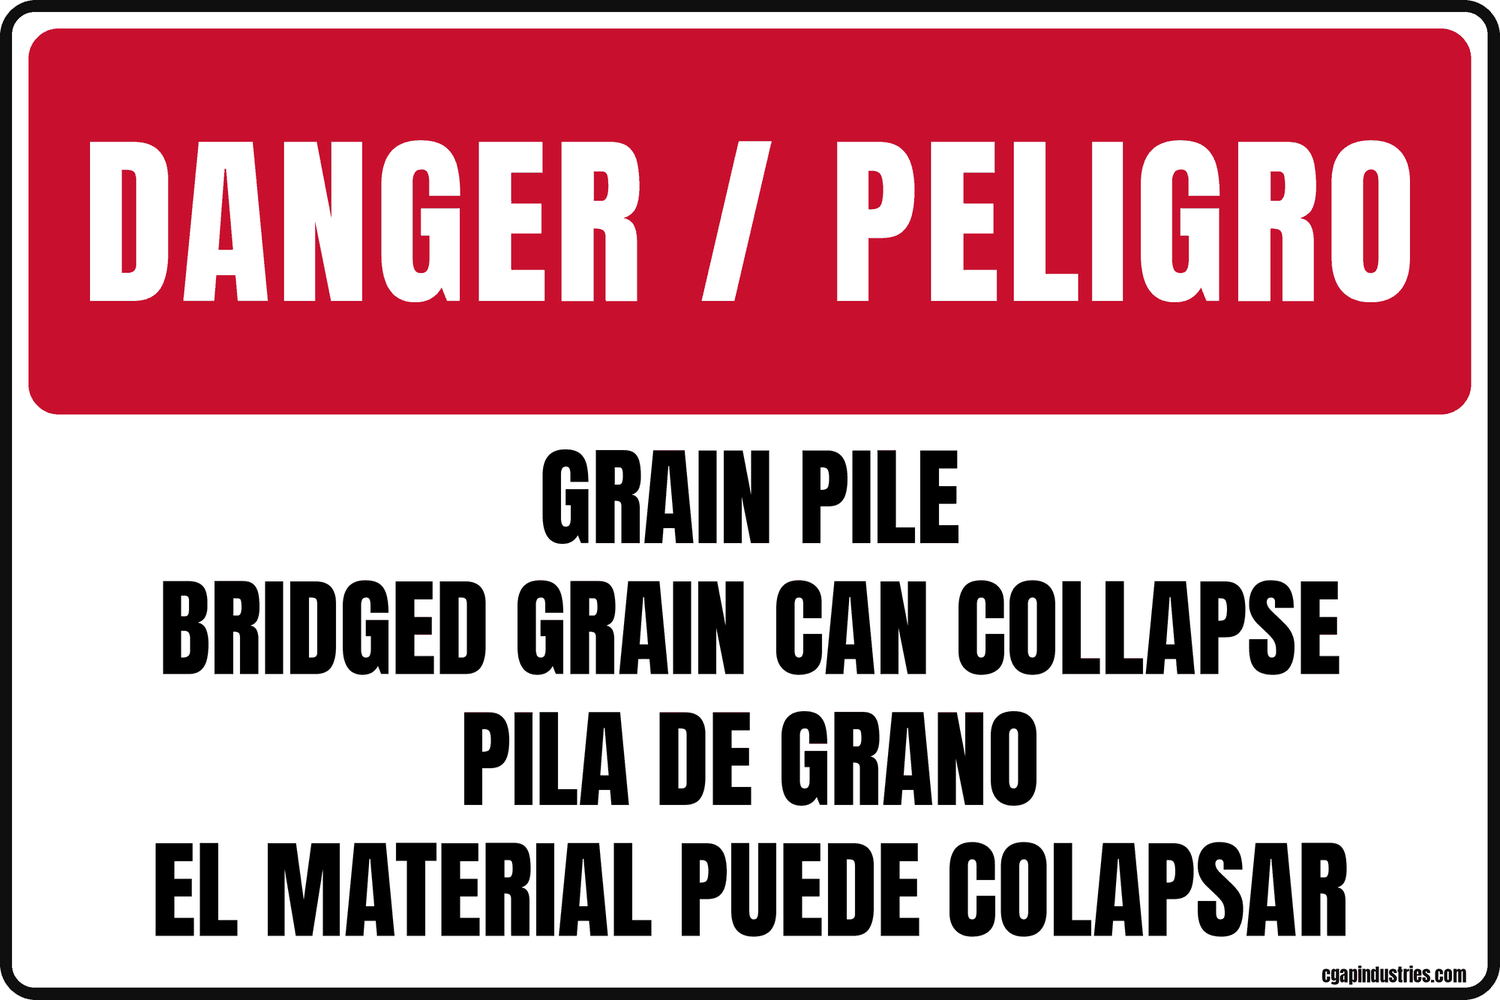 DANGER / PELIGRO
GRAIN PILE
BRIDGED GRAIN CAN COLLAPSE
PILA DE GRANO
EL MATERIAL PUEDE COLAPSAR
cgapindustries.com